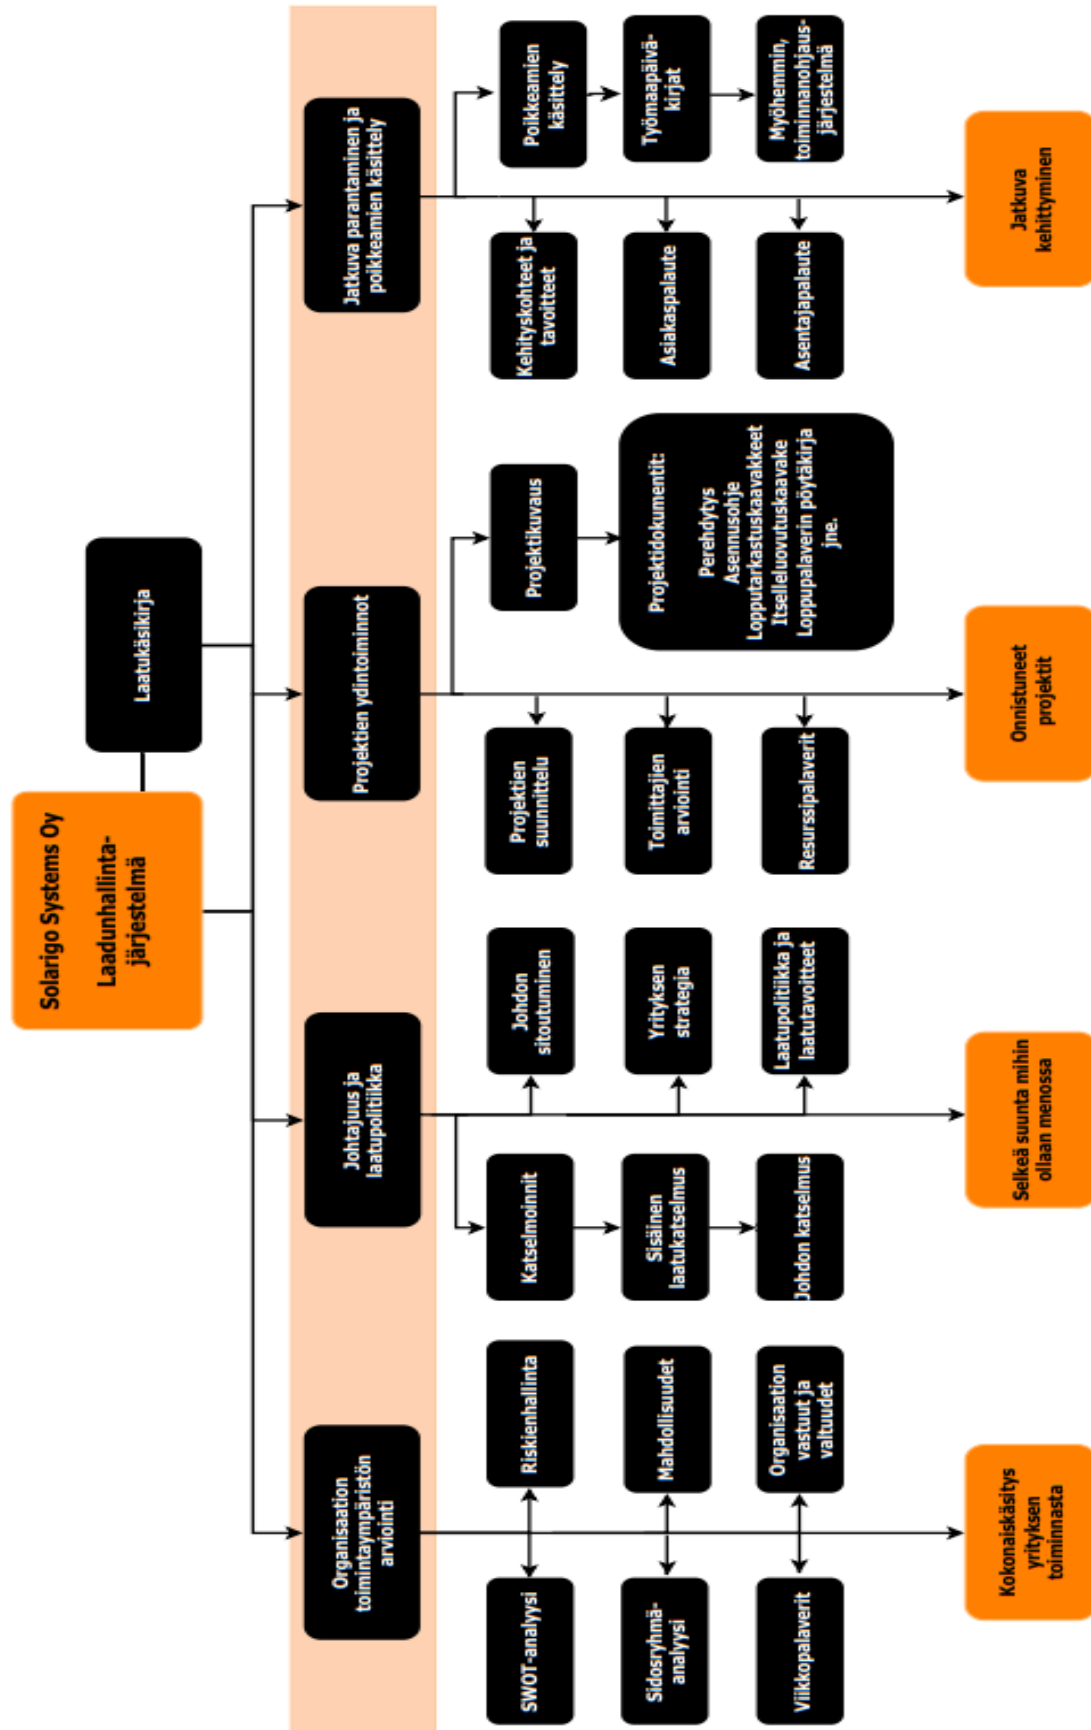 Solarigo Systems Oy
Laadunhallinta-
järjestelmä
Laatukäsikirja
Organisaation
toimintaympäristön
arviointi
Johtajuus ja
laatupolitiikka
Projektien ydintoiminnot
Jatkuva parantaminen ja
poikkeamien käsittely
SWOT-analyysi
Riskienhallinta
Sidosryhmä-
analyysi
Mahdollisuudet
Viikkopalaverit
Organisaation
vastuut ja
valtuudet
Kokonaiskäsitys
yrityksen
toiminnasta
Katselmoinnit
Johdon
sitoutuminen
Sisäinen
laatukatselmus
Yrityksen
strategia
Johdon katselmus
Laatupolitiikka ja
laatutavoitteet
Selkeä suunta mihin
ollaan menossa
Projektien
suunnittelu
Projektikuvaus
Toimittajien
arviointi
Resurssipalaverit
Projektidokumentit:
Perehdytys
Asennusohje
Lopputarkastuskaavakkeet
Itselleluovutuskaavake
Loppupalaverin pöytäkirja
jne.
Onnistuneet
projektit
Kehityskohteet ja
tavoitteet
Poikkeamien
käsittely
Asiakaspalaute
Työmaapäivä-
kirjat
Asentajapalaute
Myöhemmin,
toiminnanohjaus-
järjestelmä
Jatkuva
kehittyminen